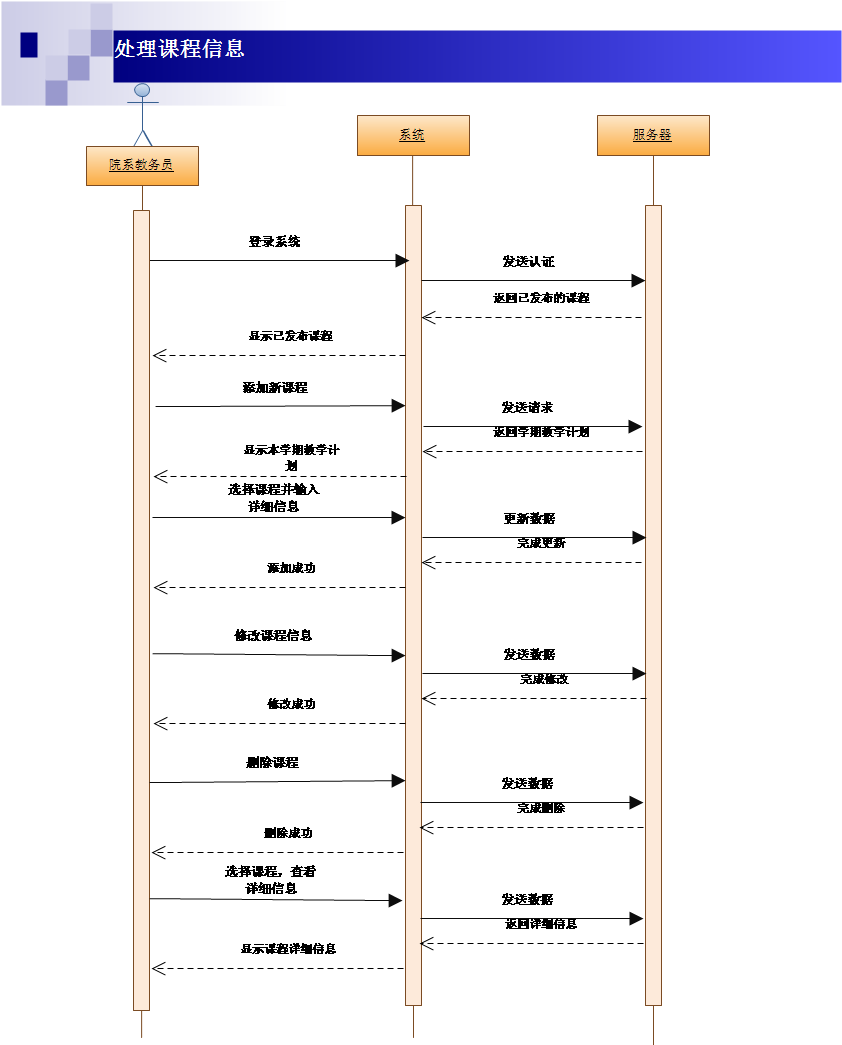 处理课程信息
系统
服务器
院系教务员
登录系统
发送认证
返回已发布的课程
显示已发布课程
添加新课程
发送请求
返回学期教学计划
显示本学期教学计
划
选择课程并输入
详细信息
更新数据
完成更新
添加成功
修改课程信息
发送数据
完成修改
修改成功
删除课程
发送数据
完成删除
删除成功
选择课程，查看
详细信息
发送数据
返回详细信息
显示课程详细信息